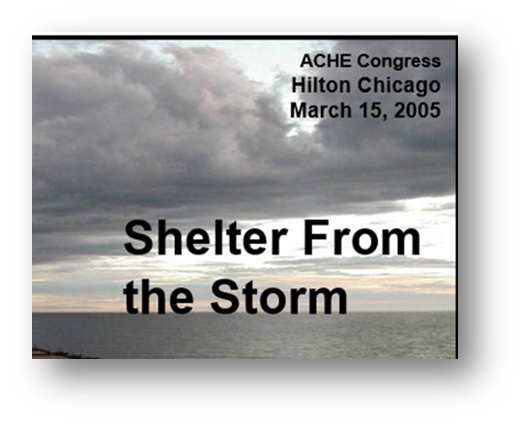 ACHE Congress
Hilton Chicago
March 15, 2005
Shelter From
the Storm